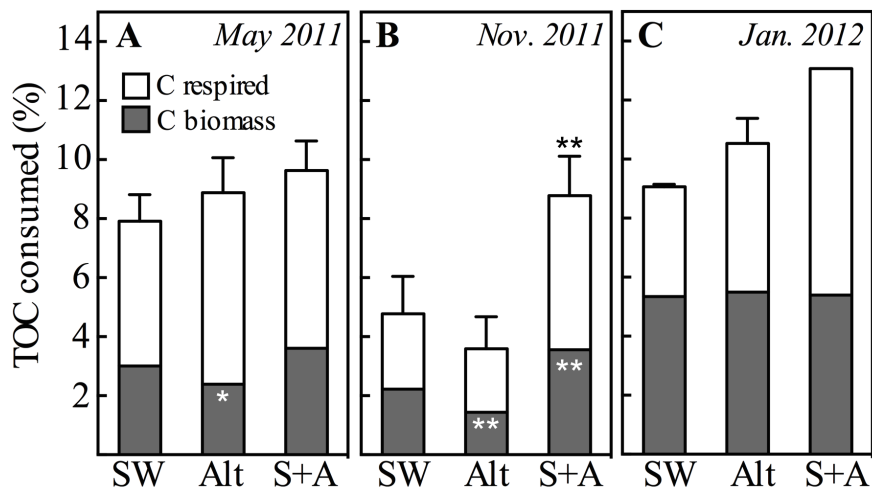 A May 2011
B Nov. 2011
C Jan. 2012
14
12
10
8
6
4
2
TOC consumed (%)
C respired
C biomass
*
**
**
**
SW Alt S+A
SW Alt S+A
SW Alt S+A